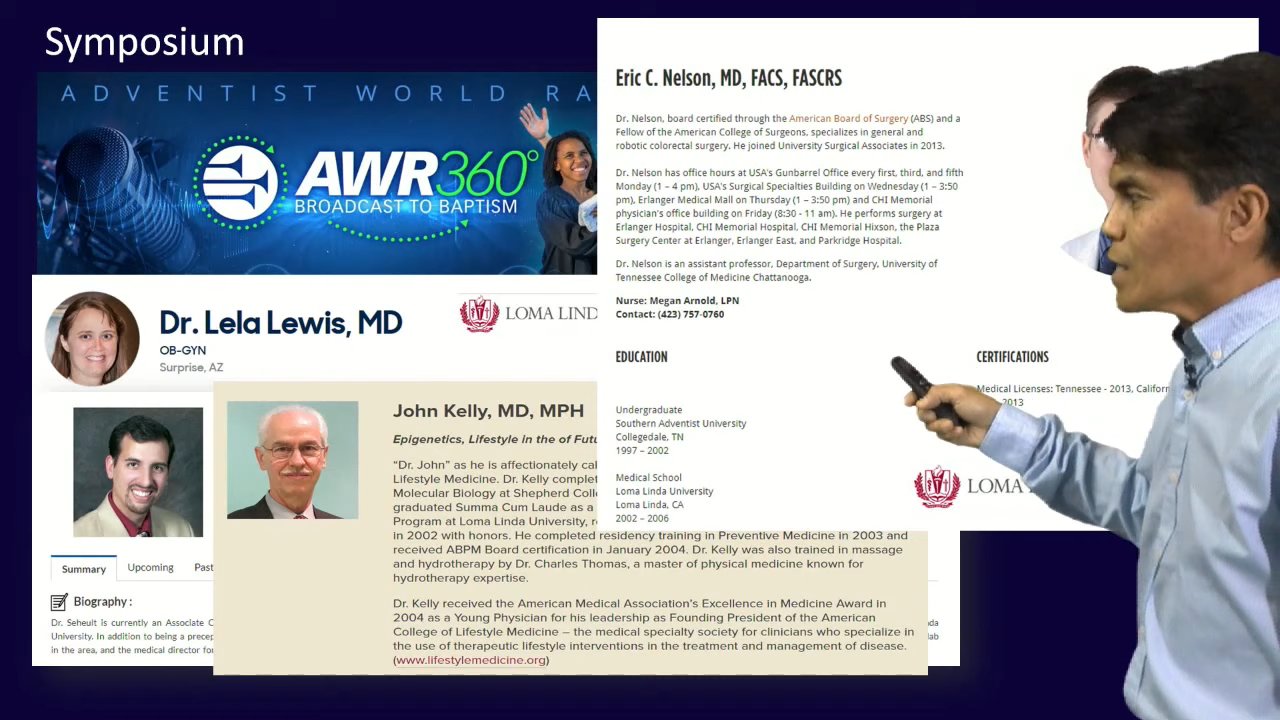 Symposium
ADVENTIST WORLD RA
AWR360°
BROADCAST TO BAPTISM
Dr. Lela Lewis, MD
OB-GYN
Surprise, AZ
LOMA LIND
Summary
Upcoming
Past
Biography :
Dr. Seheult is currently an Associate C
University. In addition to being a precep
in the area, and the medical director for
John Kelly, MD, MPH
Epigenetics, Lifestyle in the of Futu
“Dr. John” as he is affectionately cal
Lifestyle Medicine. Dr. Kelly complet
Molecular Biology at Shepherd Coll
graduated Summa Cum Laude as a
Program at Loma Linda University, re
in 2002 with honors. He completed residency training in Preventive Medicine in 2003 and
received ABPM Board certification in January 2004. Dr. Kelly was also trained in massage
and hydrotherapy by Dr. Charles Thomas, a master of physical medicine known for
hydrotherapy expertise.
Dr. Kelly received the American Medical Association’s Excellence in Medicine Award in
2004 as a Young Physician for his leadership as Founding President of the American
College of Lifestyle Medicine – the medical specialty society for clinicians who specialize in
the use of therapeutic lifestyle interventions in the treatment and management of disease.
(www.lifestylemedicine.org)
Eric C. Nelson, MD, FACS, FASCRS
Dr. Nelson, board certified through the American Board of Surgery (ABS) and a
Fellow of the American College of Surgeons, specializes in general and
robotic colorectal surgery. He joined University Surgical Associates in 2013.
Dr. Nelson has office hours at USA's Gunbarrel Office every first, third, and fifth
Monday (1 – 4 pm), USA's Surgical Specialties Building on Wednesday (1 – 3:50
pm), Erlanger Medical Mall on Thursday (1 – 3:50 pm) and CHI Memorial
physician's office building on Friday (8:30 - 11 am). He performs surgery at
Erlanger Hospital, CHI Memorial Hospital, CHI Memorial Hixson, the Plaza
Surgery Center at Erlanger, Erlanger East, and Parkridge Hospital.
Dr. Nelson is an assistant professor, Department of Surgery, University of
Tennessee College of Medicine Chattanooga.
Nurse: Megan Arnold, LPN
Contact: (423) 757-0760
EDUCATION
Undergraduate
Southern Adventist University
Collegedale, TN
1997 – 2002
Medical School
Loma Linda University
Loma Linda, CA
2002 – 2006
CERTIFICATIONS
Medical Licenses: Tennessee - 2013, Californ
2013
LOMA